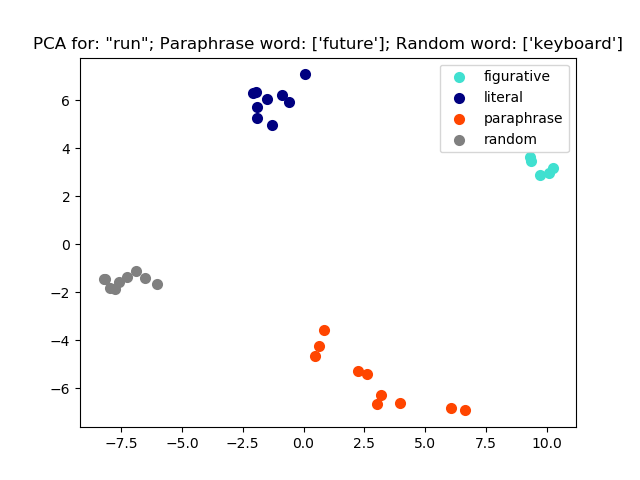 PCA for: "run"; Paraphrase word: ['future']; Random word: ['keyboard']
figurative
literal
paraphrase
random
6
4
2
0
−2
−4
−6
−7.5 −5.0 −2.5 0.0 2.5 5.0 7.5 10.0